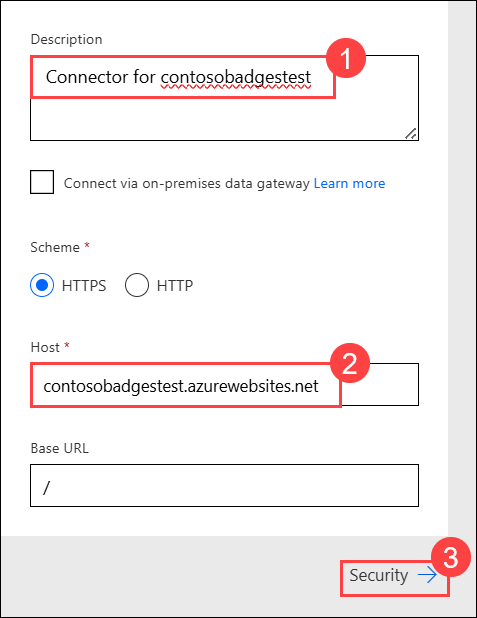 Description
Connector for contosobadgestest
1
Connect via on-premises data gateway Learn more
Scheme *
HTTPS HTTP
Host *
2
contosobadgestest.azurewebsites.net
Base URL
/
3
Security →